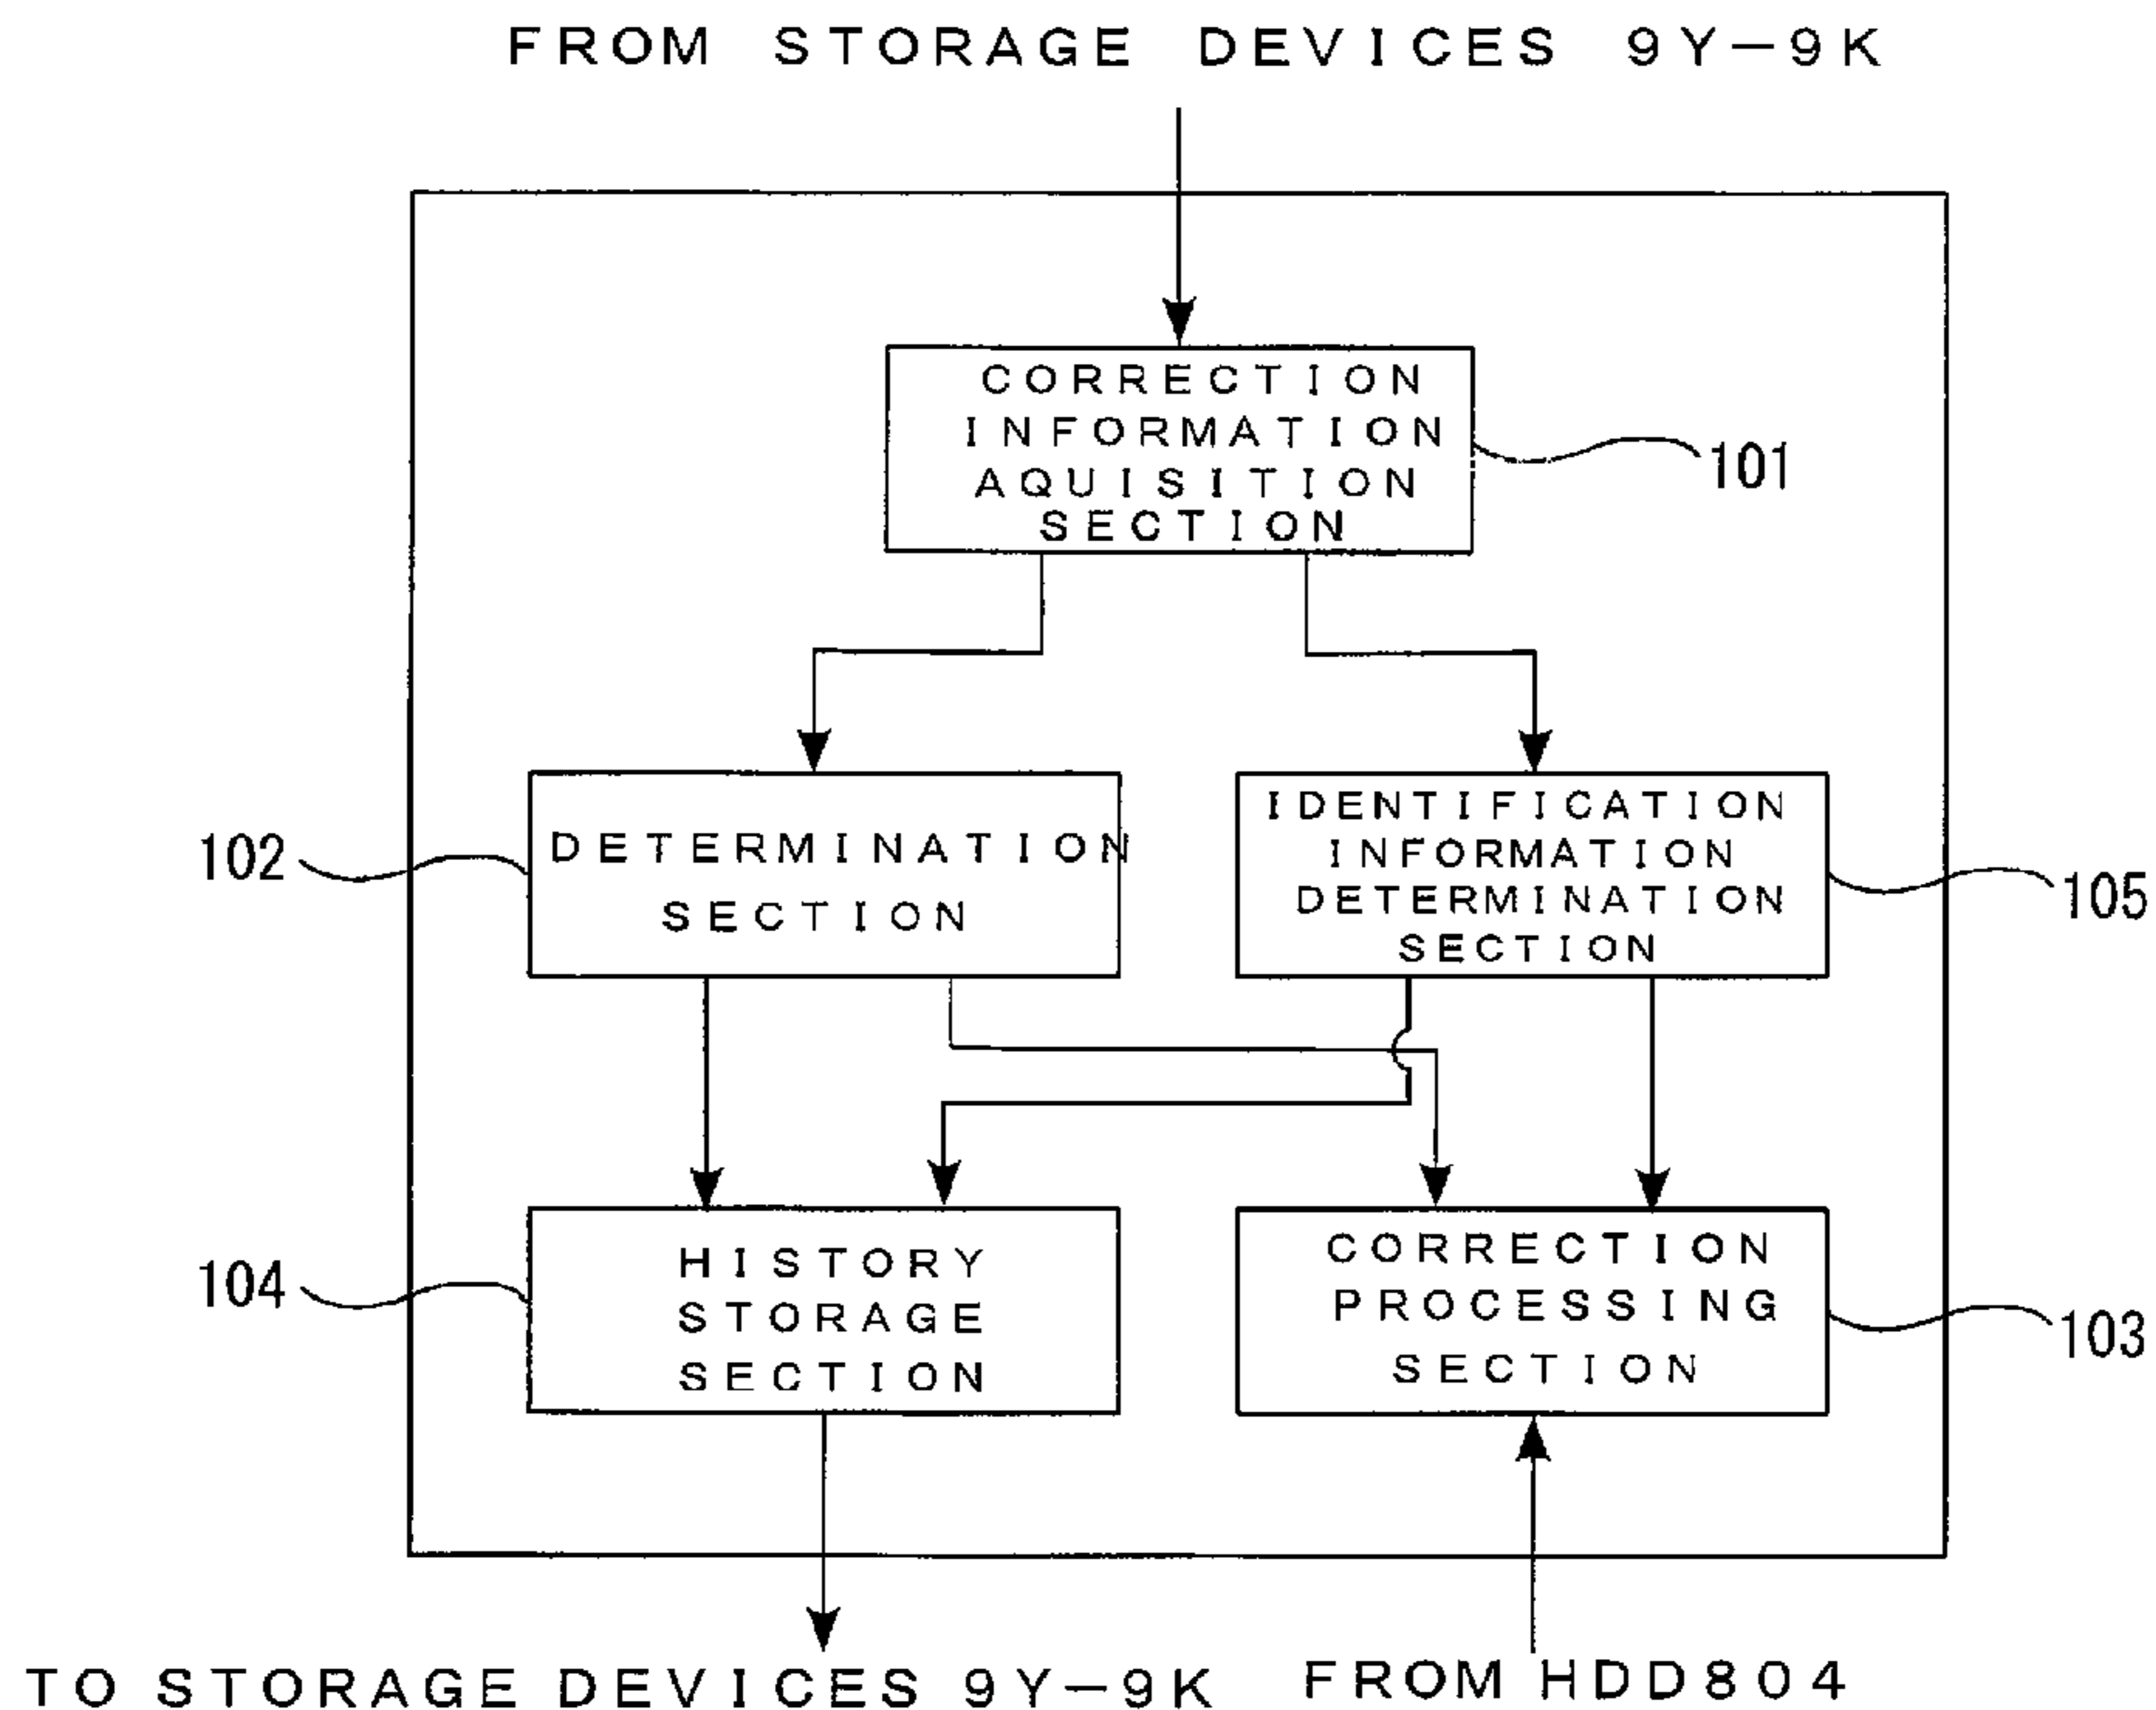 FROM STORAGE DEVICES 9Y-9K
CORRECTION
INFORMATION
AQUISITION
SECTION
101
DETERMINATION
SECTION
102
IDENTIFICATION
INFORMATION
DETERMINATION
SECTION
105
HISTORY
STORAGE
SECTION
104
CORRECTION
PROCESSING
SECTION
103
TO STORAGE DEVICES 9Y-9K
FROM HDD804